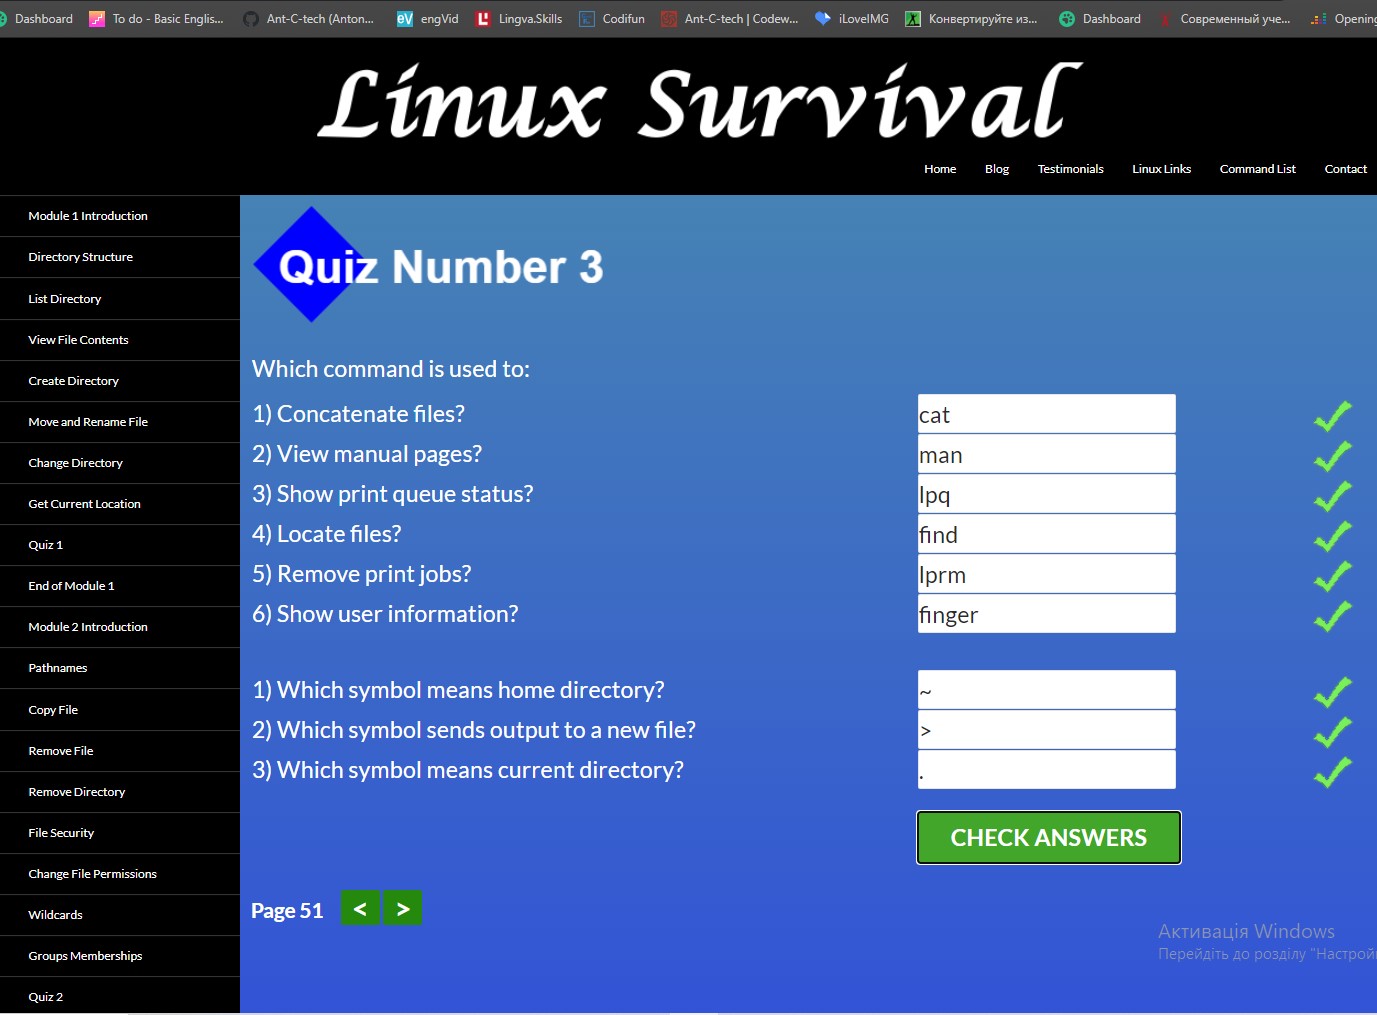 Dashboard To do - Basic Englis... Ant-C-tech (Anton... eV engVid Lingva.Skills Codifun Ant-C-tech | Codew... iLoveIMG Конвертируйте из... Dashboard Современный уче... Opening
Linux Survival
Home Blog Testimonials Linux Links Command List Contact
Module 1 Introduction
Directory Structure
List Directory
View File Contents
Create Directory
Move and Rename File
Change Directory
Get Current Location
Quiz 1
End of Module 1
Module 2 Introduction
Pathnames
Copy File
Remove File
Remove Directory
File Security
Change File Permissions
Wildcards
Groups Memberships
Quiz 2
Quiz Number 3
Which command is used to:
1) Concatenate files? cat
2) View manual pages? man
3) Show print queue status? lpq
4) Locate files? find
5) Remove print jobs? lprm
6) Show user information? finger
1) Which symbol means home directory? ~
2) Which symbol sends output to a new file? >
3) Which symbol means current directory? .
CHECK ANSWERS
Page 51 < >
Активація Windows
Перейдіть до розділу "Настрой